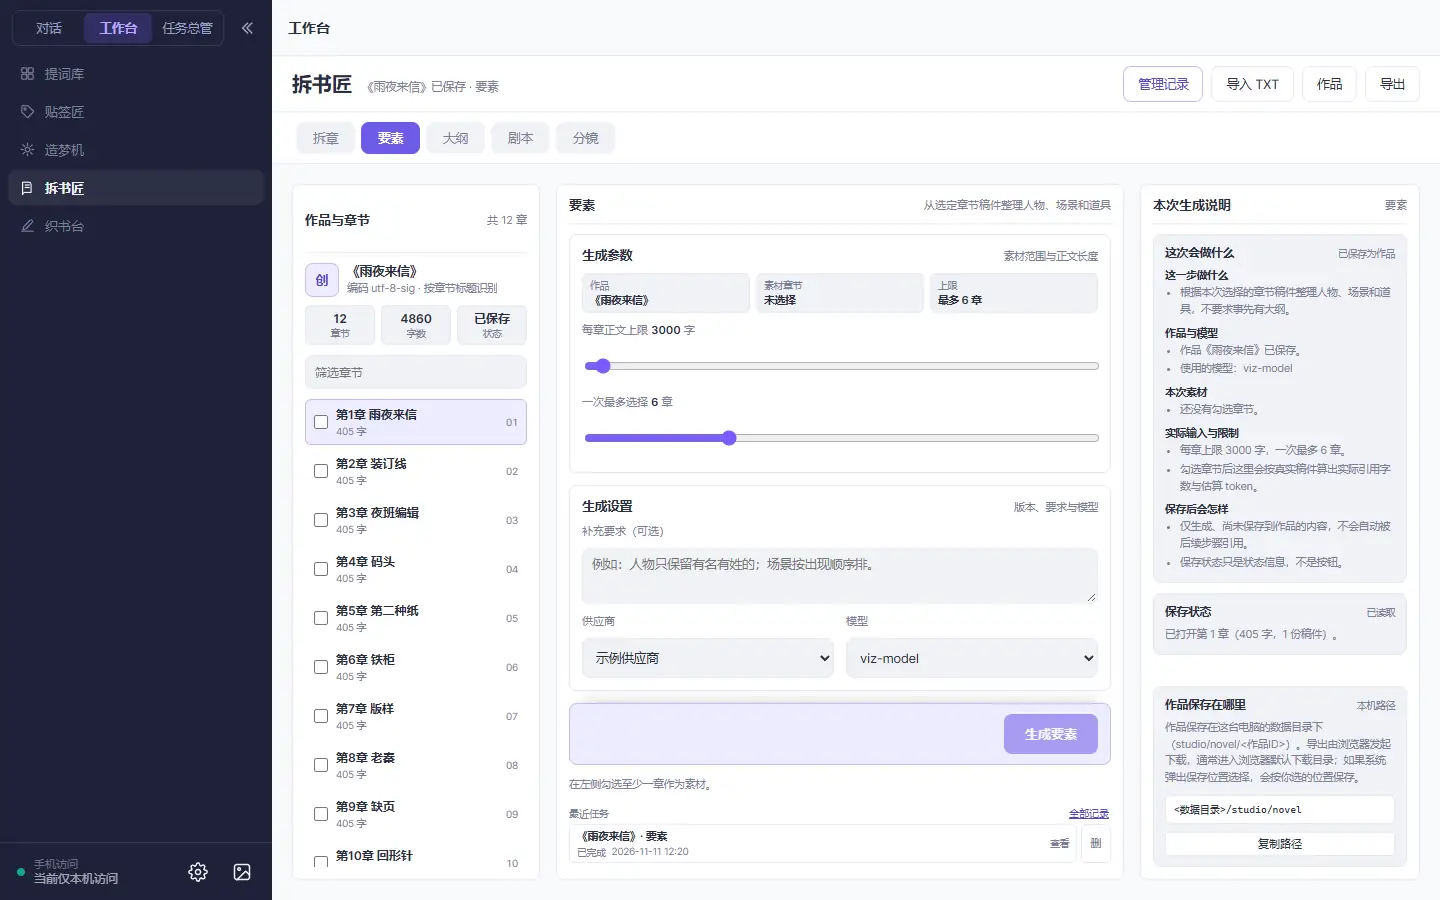 对话 工作台 任务总管
提词库
贴签匠
造梦机
拆书匠
织书台
手机访问
当前仅本机访问
工作台
拆书匠 《雨夜来信》已保存 · 要素
管理记录 导入 TXT 作品 导出
拆章 要素 大纲 剧本 分镜
作品与章节 共 12 章
创
《雨夜来信》
编码 utf-8-sig · 按章节标题识别
12 4860 已保存
章节 字数 状态
筛选章节
第1章 雨夜来信
405 字
01
第2章 装订线
405 字
02
第3章 夜班编辑
405 字
03
第4章 码头
405 字
04
第5章 第二种纸
405 字
05
第6章 铁柜
405 字
06
第7章 版样
405 字
07
第8章 老秦
405 字
08
第9章 缺页
405 字
09
第10章 回形针
10
要素 从选定章节稿件整理人物、场景和道具
生成参数 素材范围与正文长度
作品
《雨夜来信》
素材章节
未选择
上限
最多 6 章
每章正文上限 3000 字
一次最多选择 6 章
生成设置 版本、要求与模型
补充要求（可选）
例如：人物只保留有名有姓的；场景按出现顺序排。
供应商 模型
示例供应商 viz-model
生成要素
在左侧勾选至少一章作为素材。
最近任务 全部记录
《雨夜来信》 · 要素
已完成 2026-11-11 12:20
查看 删
本次生成说明 要素
这次会做什么 已保存为作品
这一步做什么
• 根据本次选择的章节稿件整理人物、场景和道
具，不要求事先有大纲。
作品与模型
• 作品《雨夜来信》已保存。
• 使用的模型：viz-model
本次素材
• 还没有勾选章节。
实际输入与限制
• 每章上限 3000 字，一次最多 6 章。
• 勾选章节后这里会按真实稿件算出实际引用字
数与估算 token。
保存后会怎样
• 仅生成、尚未保存到作品的内容，不会自动被
后续步骤引用。
• 保存状态只是状态信息，不是按钮。
保存状态 已读取
已打开第 1 章（405 字，1 份稿件）。
作品保存在哪里 本机路径
作品保存在这台电脑的数据目录下
（studio/novel/<作品ID>）。导出由浏览器发起
下载，通常进入浏览器默认下载目录；如果系统
弹出保存位置选择，会按你选的位置保存。
<数据目录>/studio/novel
复制路径